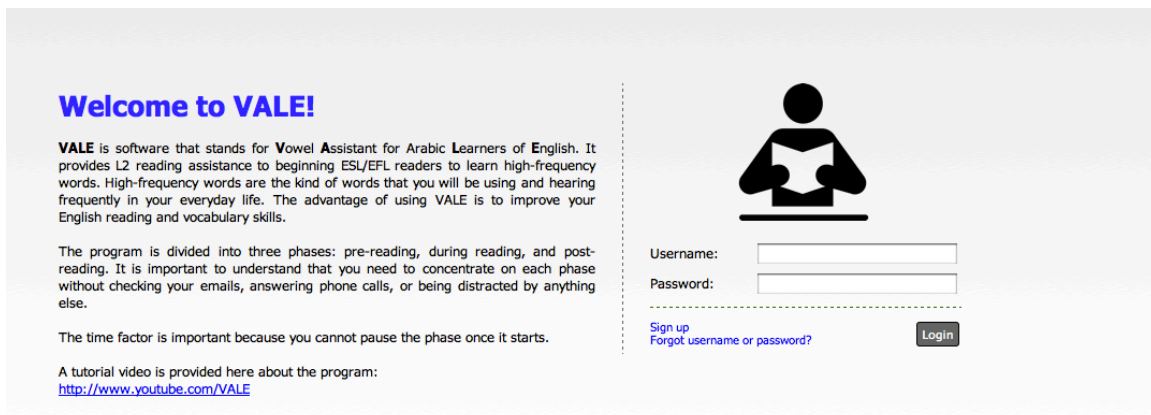 Welcome to VALE!
VALE is software that stands for Vowel Assistant for Arabic Learners of English. It
provides L2 reading assistance to beginning ESL/EFL readers to learn high-frequency
words. High-frequency words are the kind of words that you will be using and hearing
frequently in your everyday life. The advantage of using VALE is to improve your
English reading and vocabulary skills.
The program is divided into three phases: pre-reading, during reading, and post-
reading. It is important to understand that you need to concentrate on each phase
without checking your emails, answering phone calls, or being distracted by anything
else.
The time factor is important because you cannot pause the phase once it starts.
A tutorial video is provided here about the program:
http://www.youtube.com/VALE
Username:
Password:
Sign up
Forgot username or password?
Login